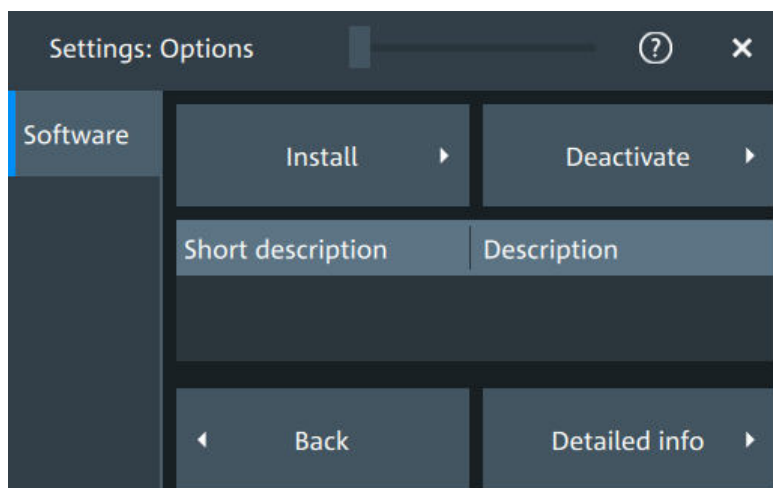 Settings: Options
?
Software
Install
Deactivate
Short description
Description
Back
Detailed info